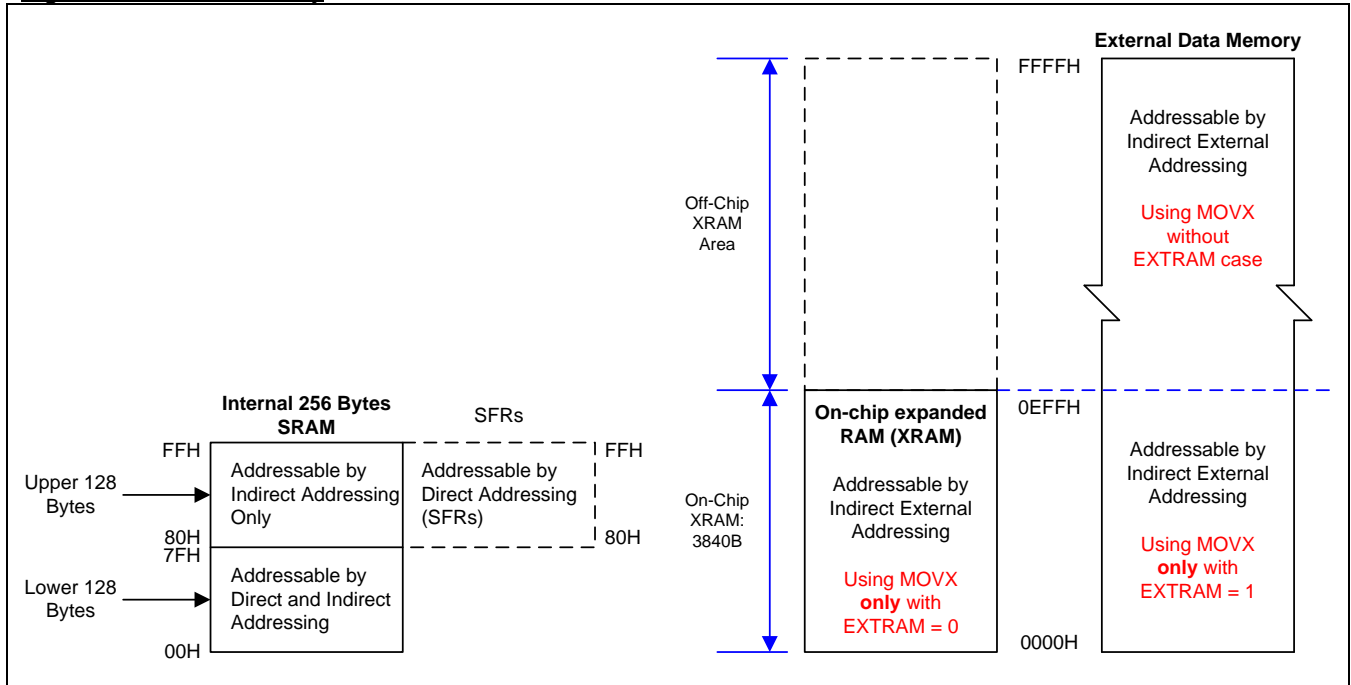 Internal 256 Bytes
SRAM
SFRs
FFH
FFH
Upper 128
Bytes
Addressable by
Indirect Addressing
Only
Addressable by
Direct Addressing
(SFRs)
80H
80H
7FH
Lower 128
Bytes
Addressable by
Direct and Indirect
Addressing
00H
Off-Chip
XRAM
Area
On-Chip
XRAM:
3840B
On-chip expanded
RAM (XRAM)
Addressable by
Indirect External
Addressing
Using MOVX
only with
EXTRAM = 0
External Data Memory
FFFFH
Addressable by
Indirect External
Addressing
Using MOVX
without
EXTRAM case
0EFFH
Addressable by
Indirect External
Addressing
Using MOVX
only with
EXTRAM = 1
0000H